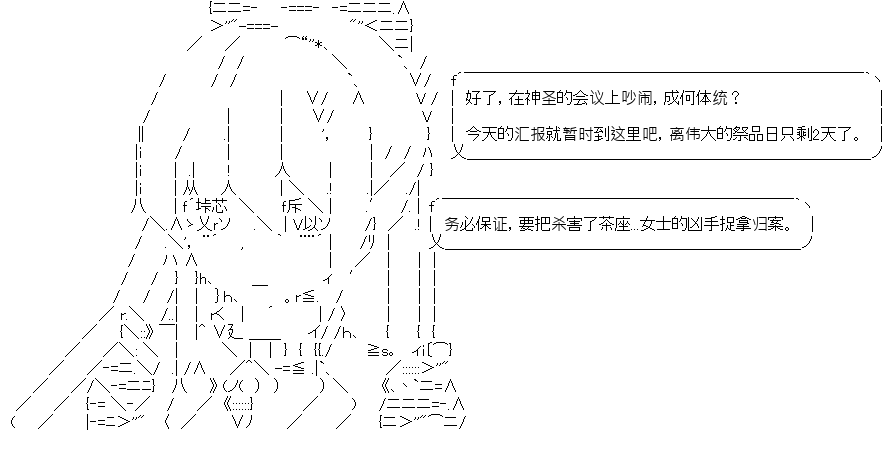 好了，在神圣的会议上吵闹，成何体统？
今天的汇报就暂时到这里吧，离伟大的祭品日只剩2天了。
务必保证，要把杀害了茶座...女士的凶手捉拿归案。